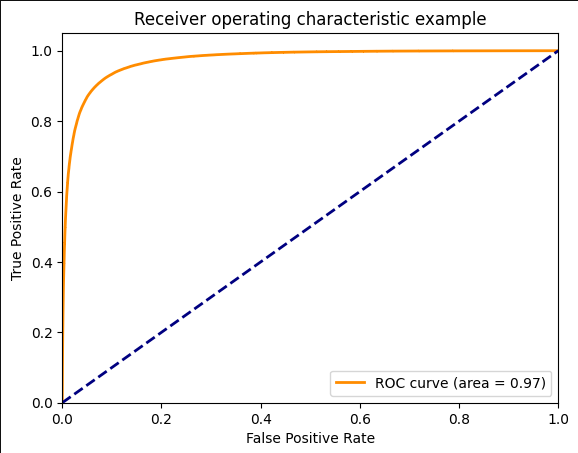 Receiver operating characteristic example
True Positive Rate
1.0
0.8
0.6
0.4
0.2
0.0
ROC curve (area = 0.97)
0.0 0.2 0.4 0.6 0.8 1.0
False Positive Rate